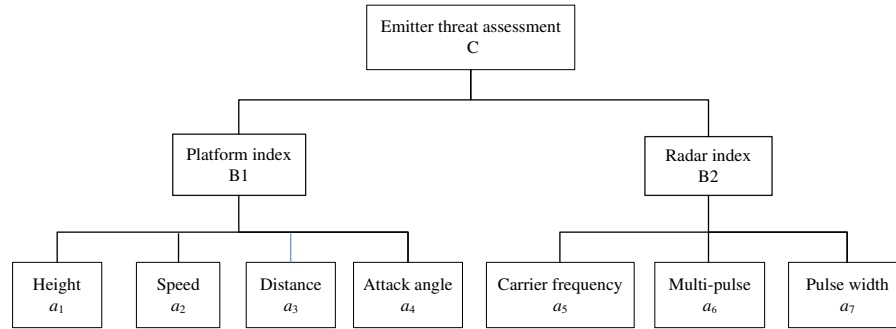 Emitter threat assessment
C
Platform index
B1
Radar index
B2
Height
a1
Speed
a2
Distance
a3
Attack angle
a4
Carrier frequency
a5
Multi-pulse
a6
Pulse width
a7